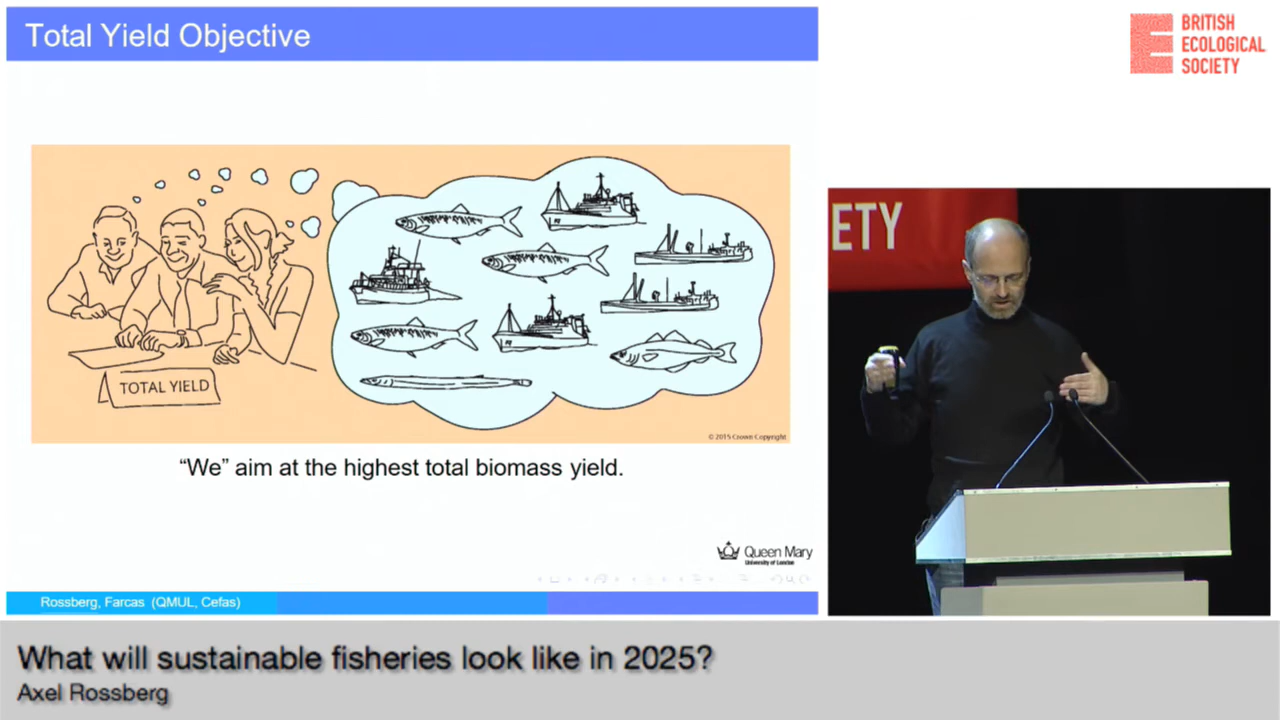 Total Yield Objective
BRITISH
ECOLOGICAL
SOCIETY
TOTAL YIELD
© 2015 Crown Copyright
“We” aim at the highest total biomass yield.
ETY
Queen Mary
University of London
Rossberg, Farcas (QMUL, Cefas)
What will sustainable fisheries look like in 2025?
Axel Rossberg